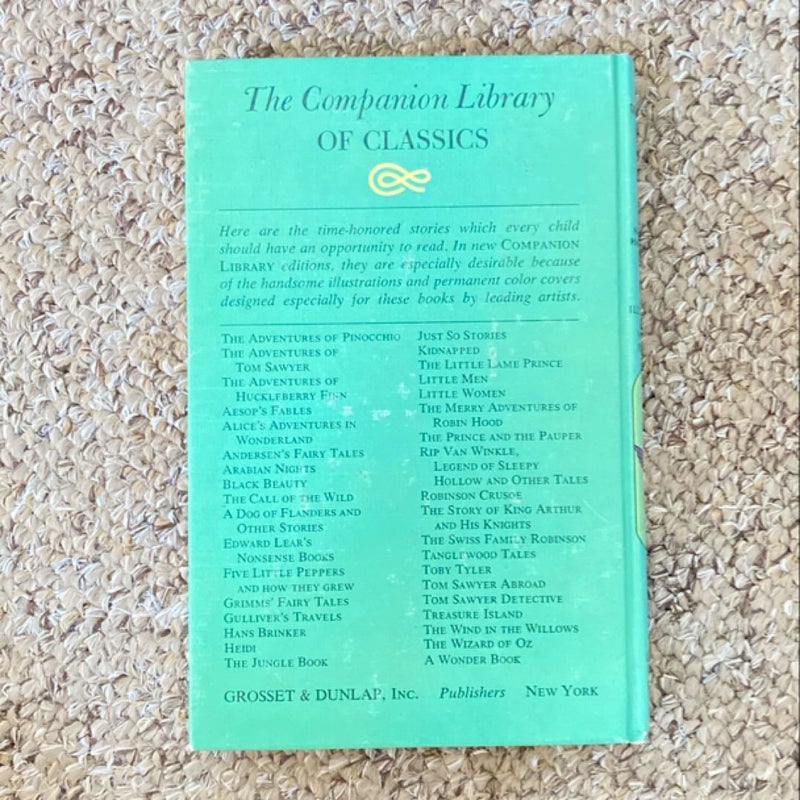 The Companion Library
OF CLASSICS
Here are the time-honored stories which every child
should have an opportunity to read. In new COMPANION
LIBRARY editions, they are especially desirable because
of the handsome illustrations and permanent color covers
designed especially for these books by leading artists.
THE ADVENTURES OF PINOCCHIO
THE ADVENTURES OF
TOM SAWYER
THE ADVENTURES OF
HUCKLEBERRY FINN
AESOP'S FABLES
ALICE'S ADVENTURES IN
WONDERLAND
ANDERSEN'S FAIRY TALES
ARABIAN NIGHTS
BLACK BEAUTY
THE CALL OF THE WILD
A DOG OF FLANDERS AND
OTHER STORIES
EDWARD LEAR'S
NONSENSE BOOKS
FIVE LITTLE PEPPERS
AND HOW THEY GREW
GRIMMS' FAIRY TALES
GULLIVER'S TRAVELS
HANS BRINKER
HEIDI
THE JUNGLE BOOK
JUST SO STORIES
KIDNAPPED
THE LITTLE LAME PRINCE
LITTLE MEN
LITTLE WOMEN
THE MERRY ADVENTURES OF
ROBIN HOOD
THE PRINCE AND THE PAUPER
RIP VAN WINKLE,
LEGEND OF SLEEPY
HOLLOW AND OTHER TALES
ROBINSON CRUSOE
THE STORY OF KING ARTHUR
AND HIS KNIGHTS
THE SWISS FAMILY ROBINSON
TANGLEWOOD TALES
TOBY TYLER
TOM SAWYER ABROAD
TOM SAWYER DETECTIVE
TREASURE ISLAND
THE WIND IN THE WILLOWS
THE WIZARD OF OZ
A WONDER BOOK
GROSSET & DUNLAP, INC. Publishers NEW YORK